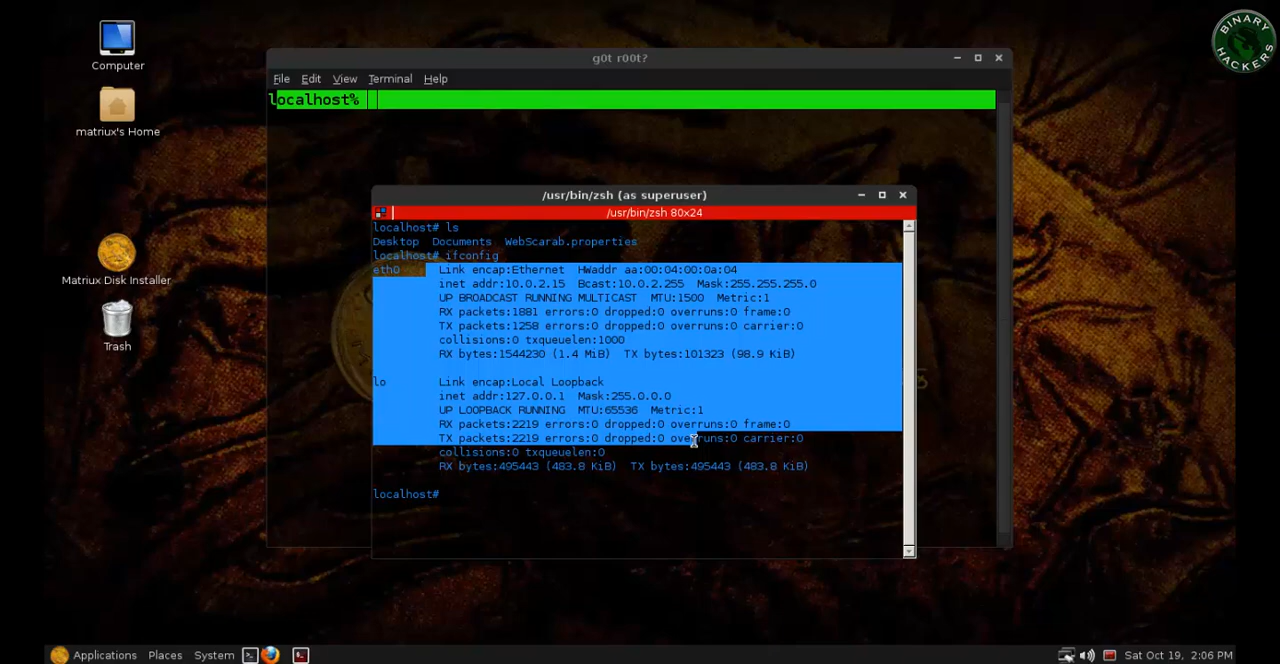 BINARY
HACKERS
Computer
matriux's Home
Matriux Disk Installer
Trash
g0t r00t?
File Edit View Terminal Help
localhost%
/usr/bin/zsh (as superuser)
/usr/bin/zsh 80x24
localhost# ls
Desktop Documents WebScarab.properties
localhost# ifconfig
eth0 Link encap:Ethernet HWaddr aa:00:04:00:0a:04
inet addr:10.0.2.15 Bcast:10.0.2.255 Mask:255.255.255.0
UP BROADCAST RUNNING MULTICAST MTU:1500 Metric:1
RX packets:1881 errors:0 dropped:0 overruns:0 frame:0
TX packets:1258 errors:0 dropped:0 overruns:0 carrier:0
collisions:0 txqueuelen:1000
RX bytes:1544230 (1.4 MiB) TX bytes:101323 (98.9 KiB)
lo Link encap:Local Loopback
inet addr:127.0.0.1 Mask:255.0.0.0
UP LOOPBACK RUNNING MTU:65536 Metric:1
RX packets:2219 errors:0 dropped:0 overruns:0 frame:0
TX packets:2219 errors:0 dropped:0 overruns:0 carrier:0
collisions:0 txqueuelen:0
RX bytes:495443 (483.8 KiB) TX bytes:495443 (483.8 KiB)
localhost#
Applications Places System Sat Oct 19, 2:06 PM